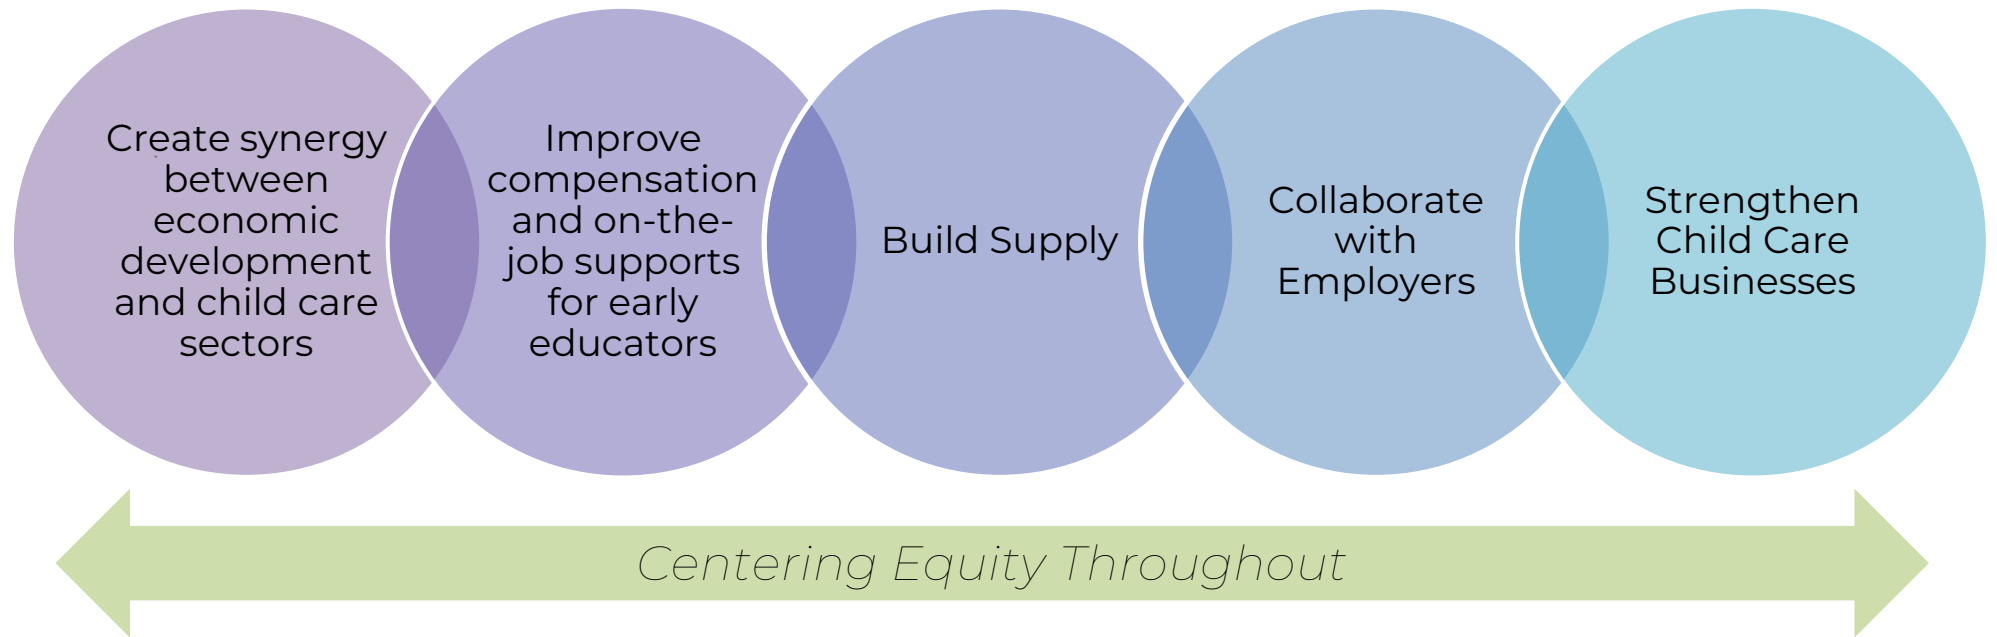 Create synergy
between
economic
development
and child care
sectors
Improve
compensation
and on-the-
job supports
for early
educators
Build Supply
Collaborate
with
Employers
Strengthen
Child Care
Businesses
Centering Equity Throughout